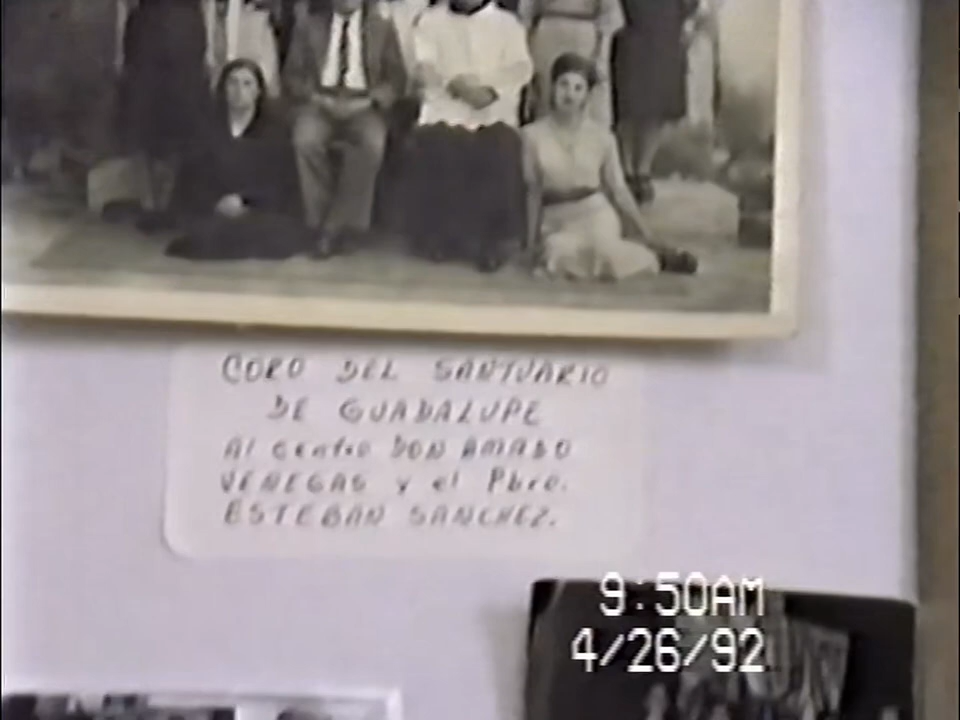 CORO DEL SANTUARIO
DE GUADALUPE
Al centro DON AMADO
VENEGAS y el Pbro.
ESTEBAN SANCHEZ.
9:50AM
4/26/92